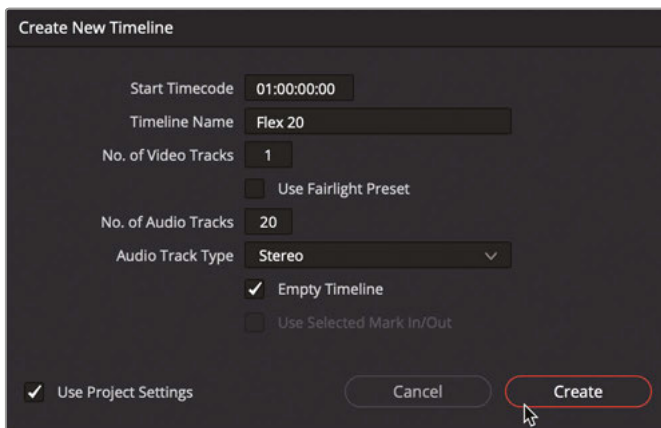 Create New Timeline
Start Timecode 01:00:00:00
Timeline Name Flex 20
No. of Video Tracks 1
Use Fairlight Preset
No. of Audio Tracks 20
Audio Track Type Stereo
Empty Timeline
Use Selected Mark In/Out
Use Project Settings Cancel Create